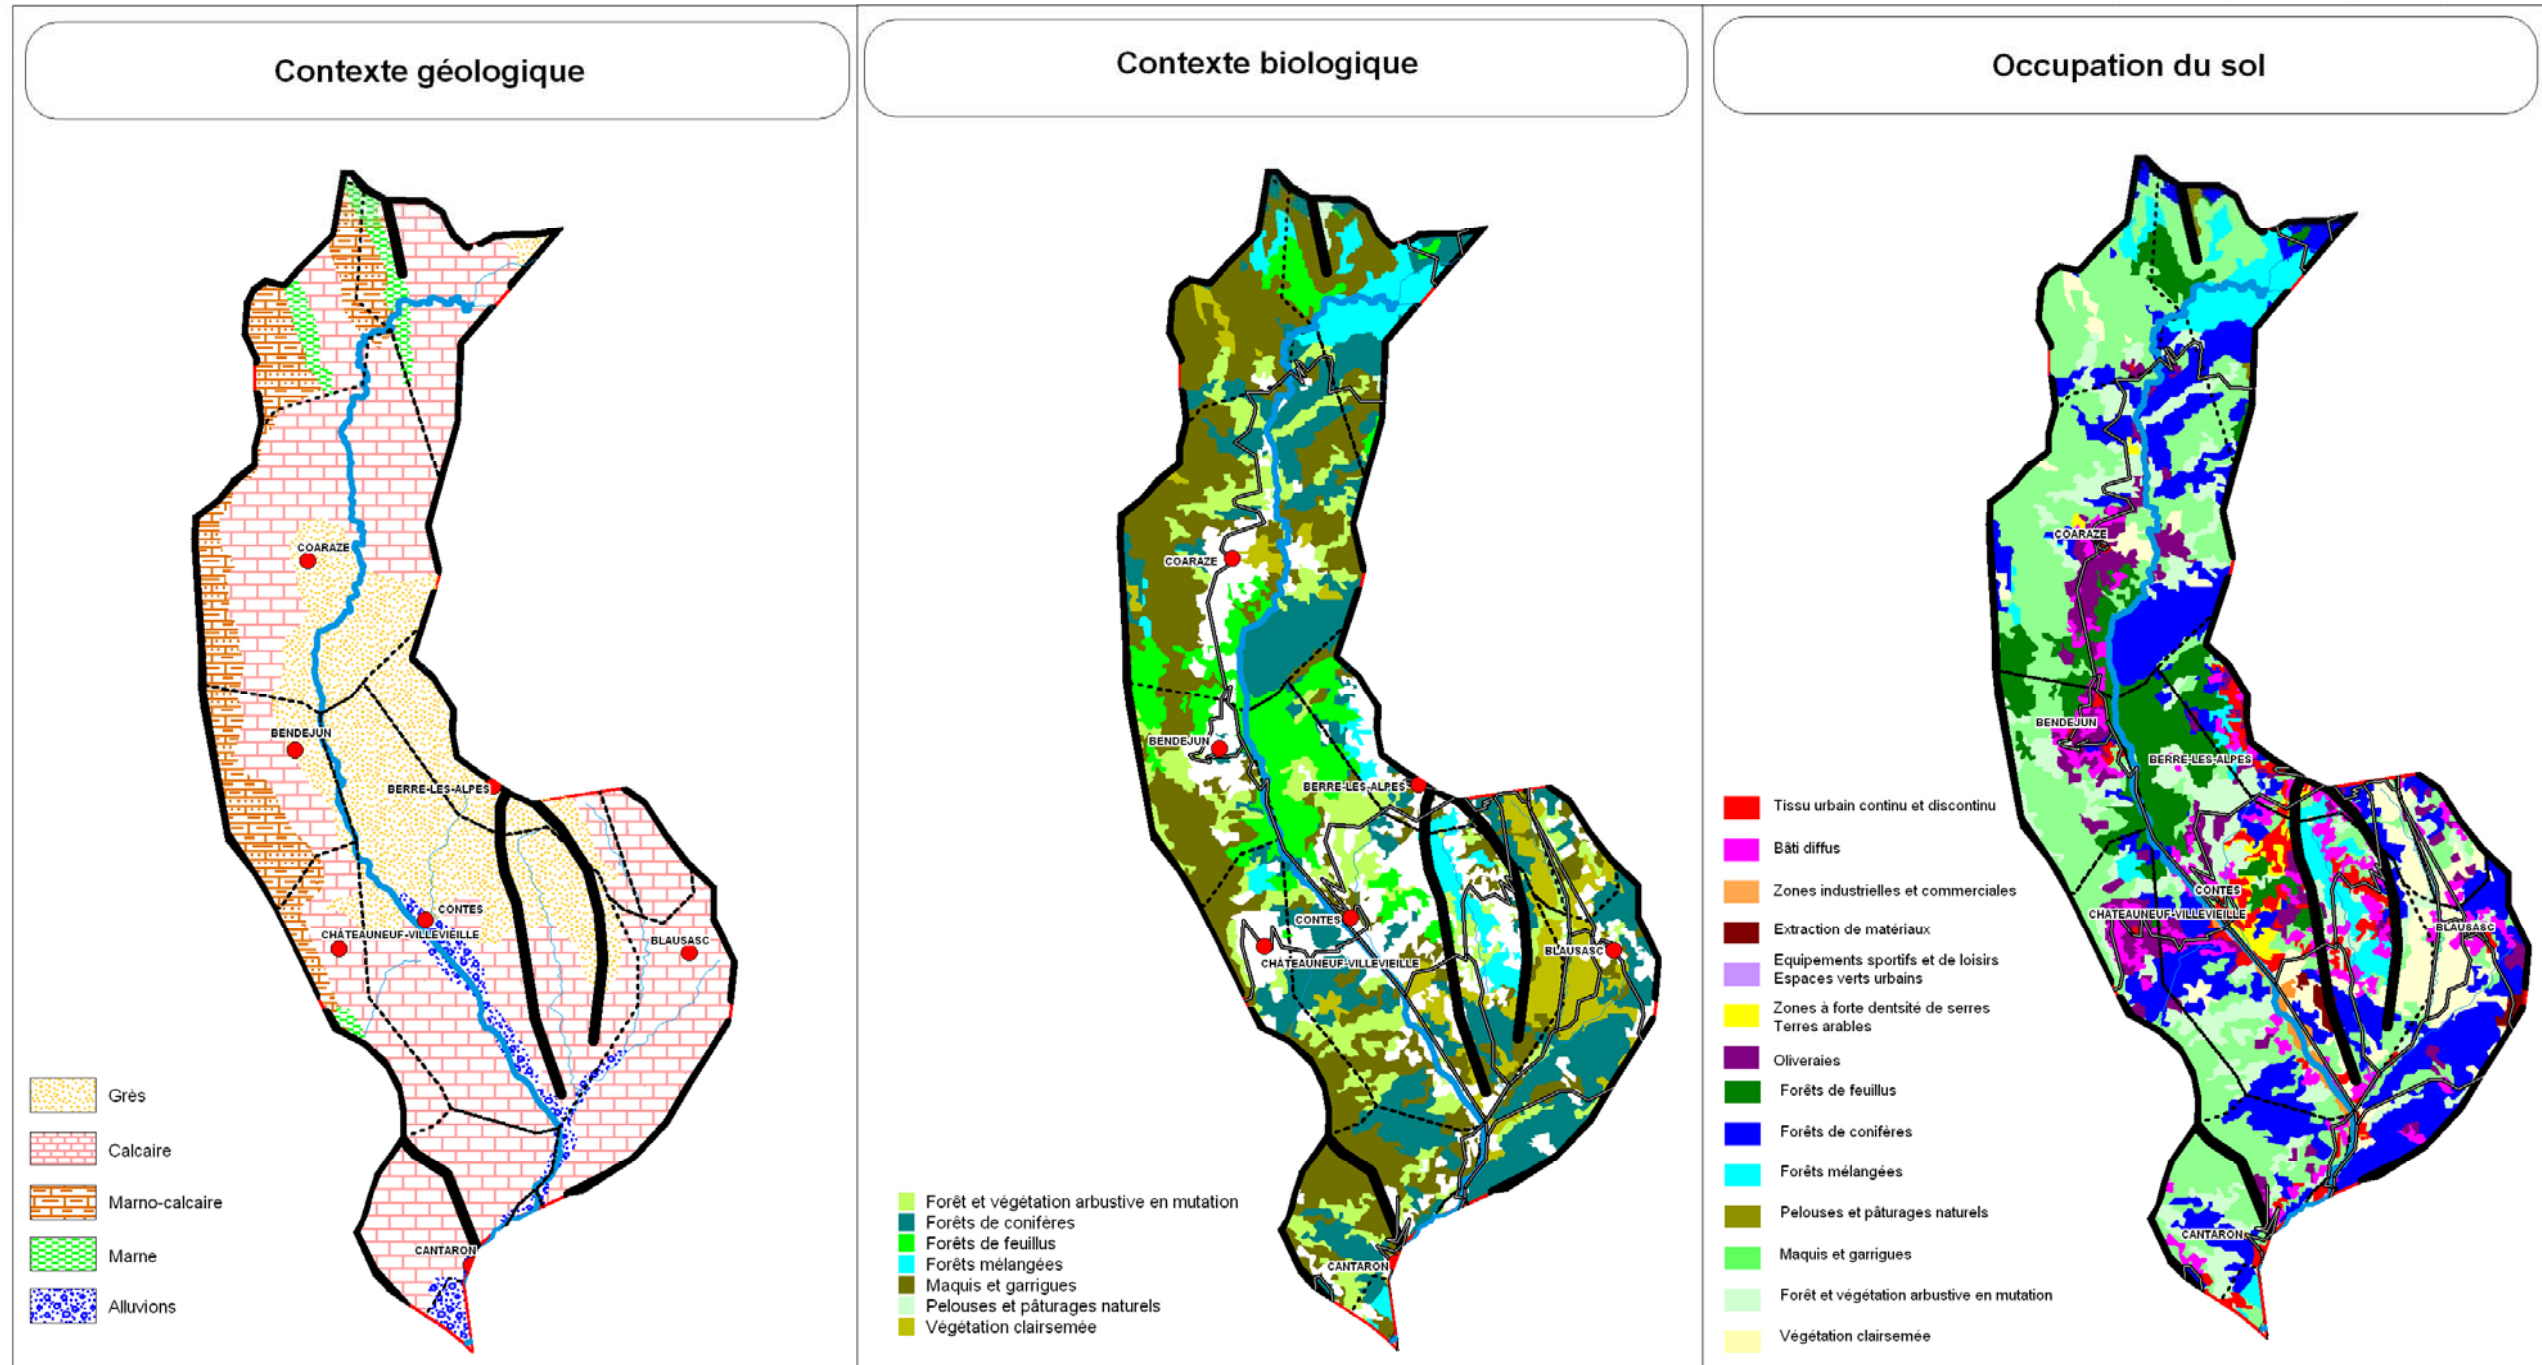 Contexte géologique
COARAZE
BENDEJUN
BERRE-LES-ALPES
CONTES
CHÂTEAUNEUF-VILLEVIEILLE
BLAUSASC
CANTARON
Grès
Calcaire
Marno-calcaire
Marne
Alluvions
Contexte biologique
COARAZE
BENDEJUN
BERRE-LES-ALPES
CONTES
BLAUSASC
CHÂTEAUNEUF-VILLEVIEILLE
CANTARON
Forêt et végétation arbustive en mutation
Forêts de conifères
Forêts de feuillus
Forêts mélangées
Maquis et garrigues
Pelouses et pâturages naturels
Végétation clairsemée
Occupation du sol
COARAZE
BENDEJUN
BERRE-LES-ALPES
CONTES
CHÂTEAUNEUF-VILLEVIEILLE
BLAUSASC
CANTARON
Tissu urbain continu et discontinu
Bâti diffus
Zones industrielles et commerciales
Extraction de matériaux
Equipements sportifs et de loisirs
Espaces verts urbains
Zones à forte dentsité de serres
Terres arables
Oliveraies
Forêts de feuillus
Forêts de conifères
Forêts mélangées
Pelouses et pâturages naturels
Maquis et garrigues
Forêt et végétation arbustive en mutation
Végétation clairsemée